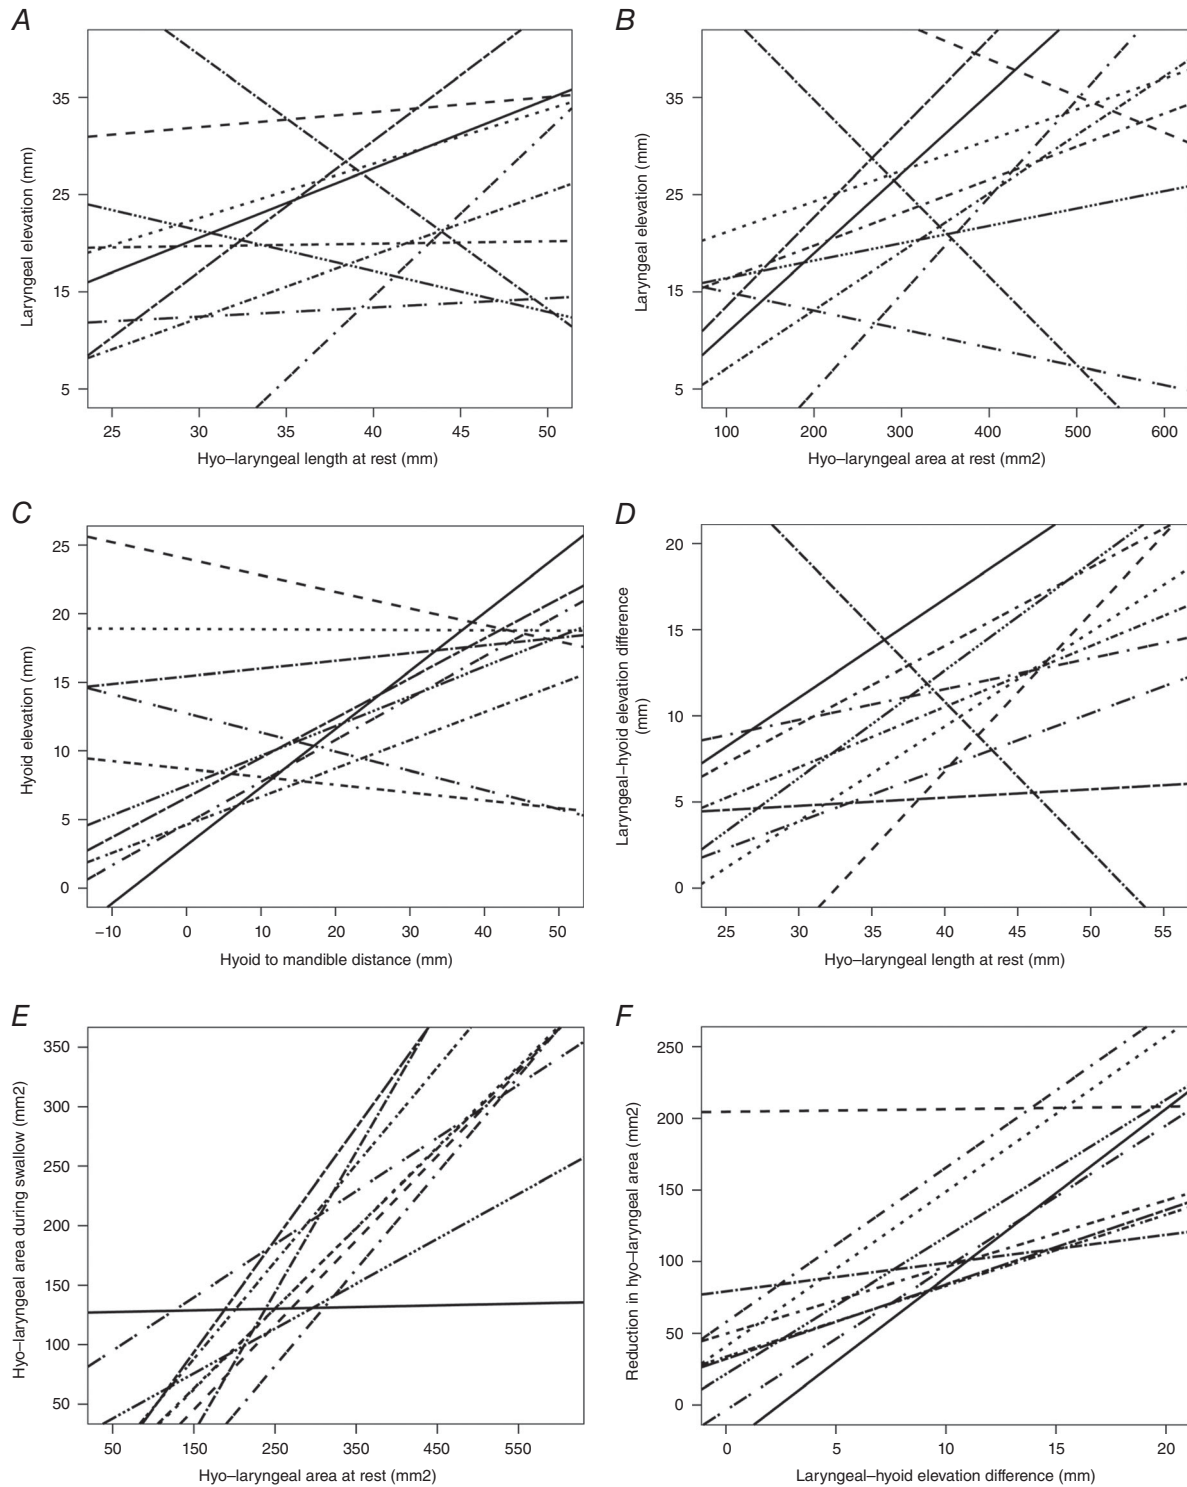 A
35
25
15
5
Laryngeal elevation (mm)
25 30 35 40 45 50
Hyo–laryngeal length at rest (mm)
B
35
25
15
5
Laryngeal elevation (mm)
100 200 300 400 500 600
Hyo–laryngeal area at rest (mm2)
C
25
20
15
10
5
0
Hyoid elevation (mm)
−10 0 10 20 30 40 50
Hyoid to mandible distance (mm)
D
20
15
10
5
0
Laryngeal–hyoid elevation difference
(mm)
25 30 35 40 45 50 55
Hyo–laryngeal length at rest (mm)
E
350
300
250
200
150
100
50
Hyo–laryngeal area during swallow (mm2)
50 150 250 350 450 550
Hyo–laryngeal area at rest (mm2)
F
250
200
150
100
50
0
Reduction in hyo–laryngeal area (mm2)
0 5 10 15 20
Laryngeal–hyoid elevation difference (mm)